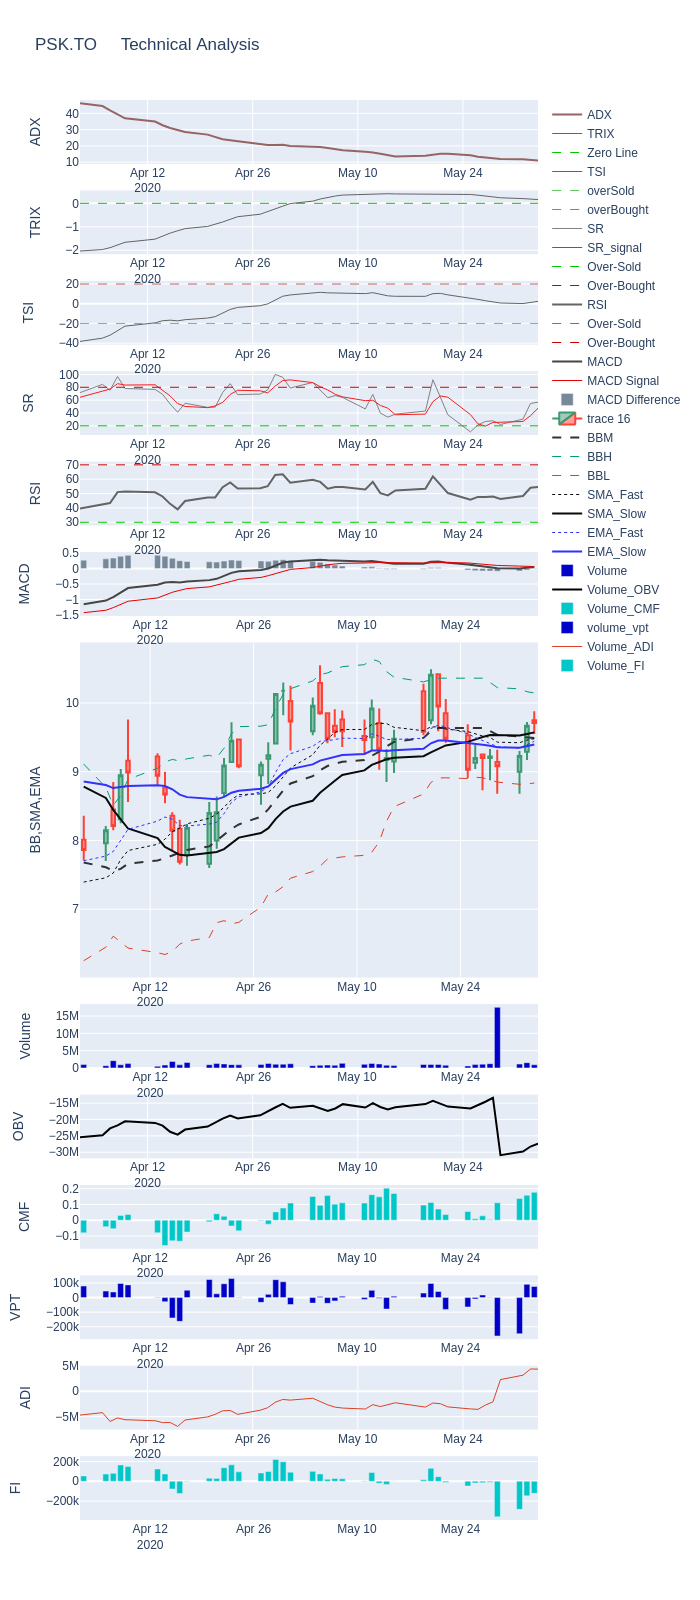 PSK.TO Technical Analysis
ADX
40
30
20
10
Apr 12
2020
Apr 26
May 10
May 24
TRIX
0
−1
−2
Apr 12
2020
Apr 26
May 10
May 24
TSI
20
0
−20
−40
Apr 12
2020
Apr 26
May 10
May 24
SR
100
80
60
40
20
Apr 12
2020
Apr 26
May 10
May 24
RSI
70
60
50
40
30
Apr 12
2020
Apr 26
May 10
May 24
MACD
0.5
0
−0.5
−1
−1.5
Apr 12
2020
Apr 26
May 10
May 24
BB,SMA,EMA
10
9
8
7
Apr 12
2020
Apr 26
May 10
May 24
Volume
15M
10M
5M
0
Apr 12
2020
Apr 26
May 10
May 24
OBV
−15M
−20M
−25M
−30M
Apr 12
2020
Apr 26
May 10
May 24
CMF
0.2
0.1
0
−0.1
Apr 12
2020
Apr 26
May 10
May 24
VPT
100k
0
−100k
−200k
Apr 12
2020
Apr 26
May 10
May 24
ADI
5M
0
−5M
Apr 12
2020
Apr 26
May 10
May 24
FI
200k
0
−200k
Apr 12
2020
Apr 26
May 10
May 24
ADX
TRIX
Zero Line
TSI
overSold
overBought
SR
SR_signal
Over-Sold
Over-Bought
RSI
Over-Sold
Over-Bought
MACD
MACD Signal
MACD Difference
trace 16
BBM
BBH
BBL
SMA_Fast
SMA_Slow
EMA_Fast
EMA_Slow
Volume
Volume_OBV
Volume_CMF
volume_vpt
Volume_ADI
Volume_FI